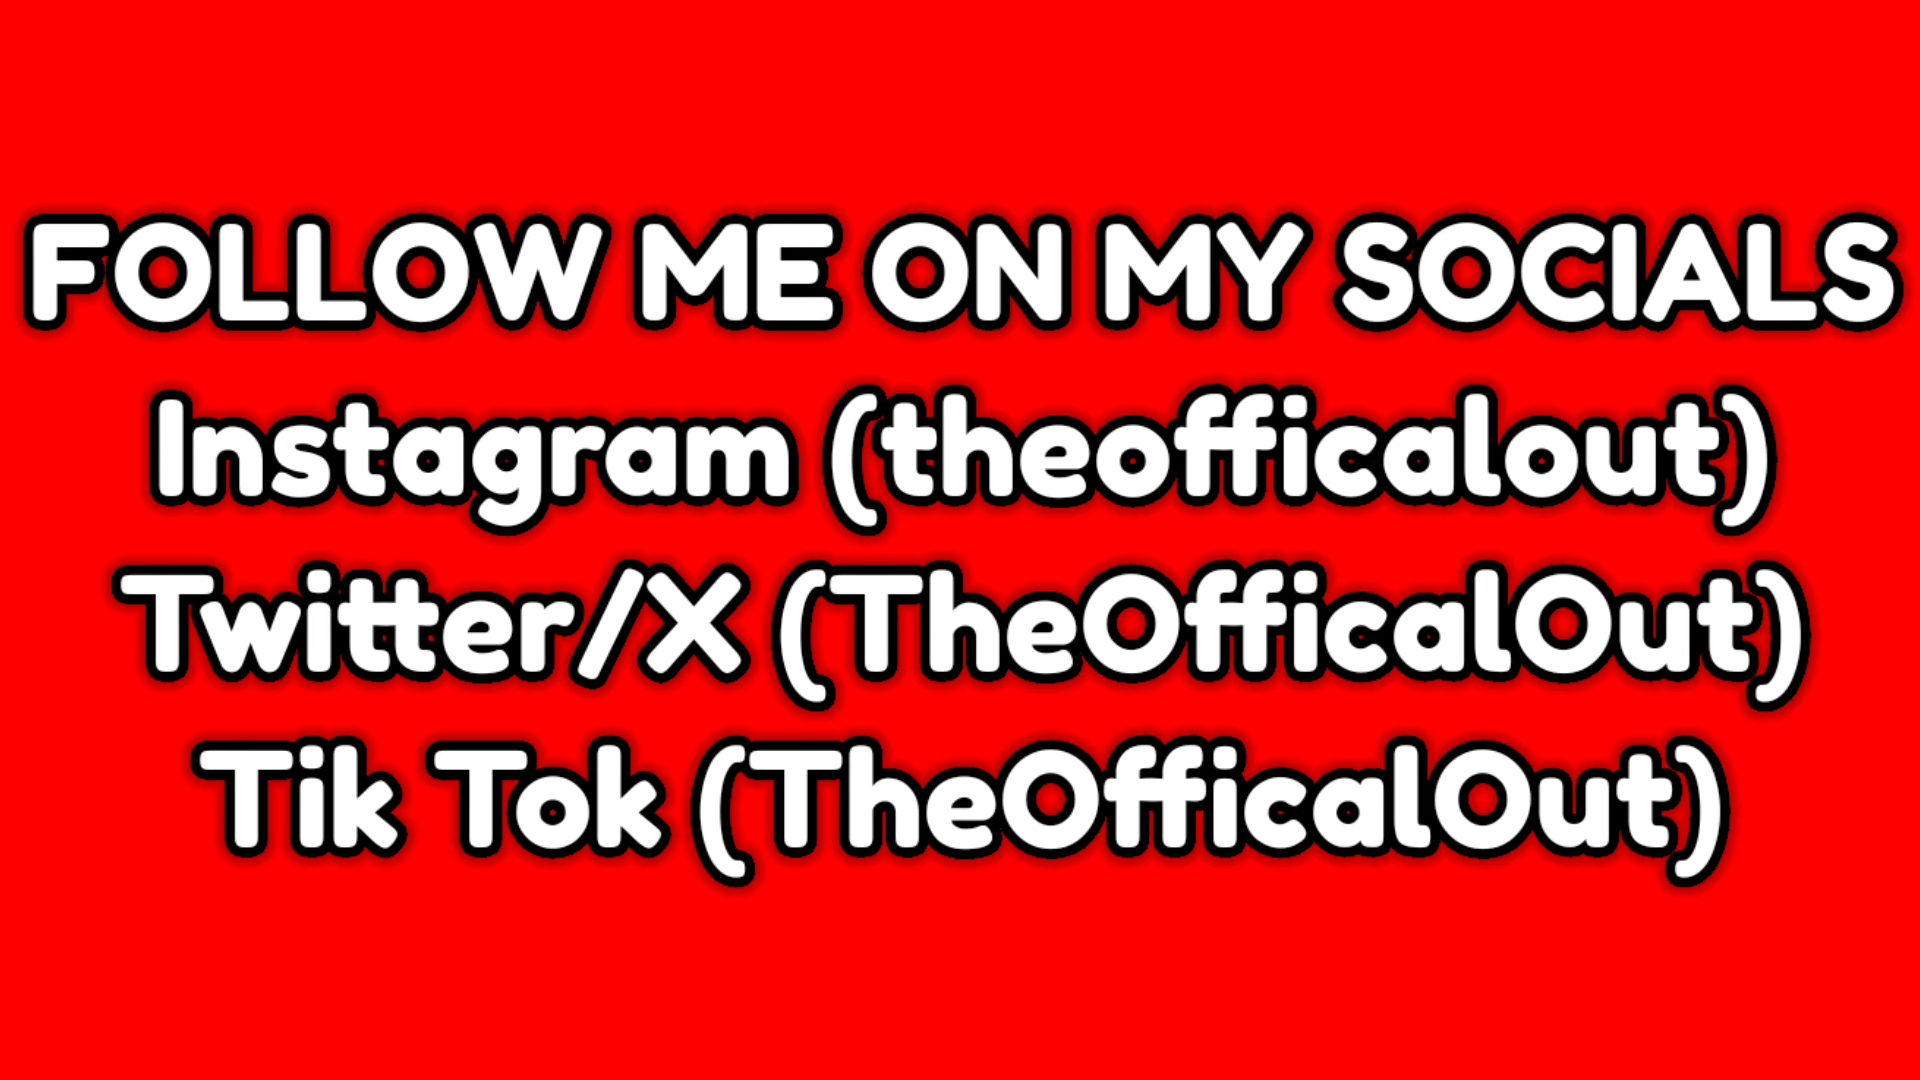 FOLLOW ME ON MY SOCIALS
Instagram (theofficalout)
Twitter/X (TheOfficalOut)
Tik Tok (TheOfficalOut)